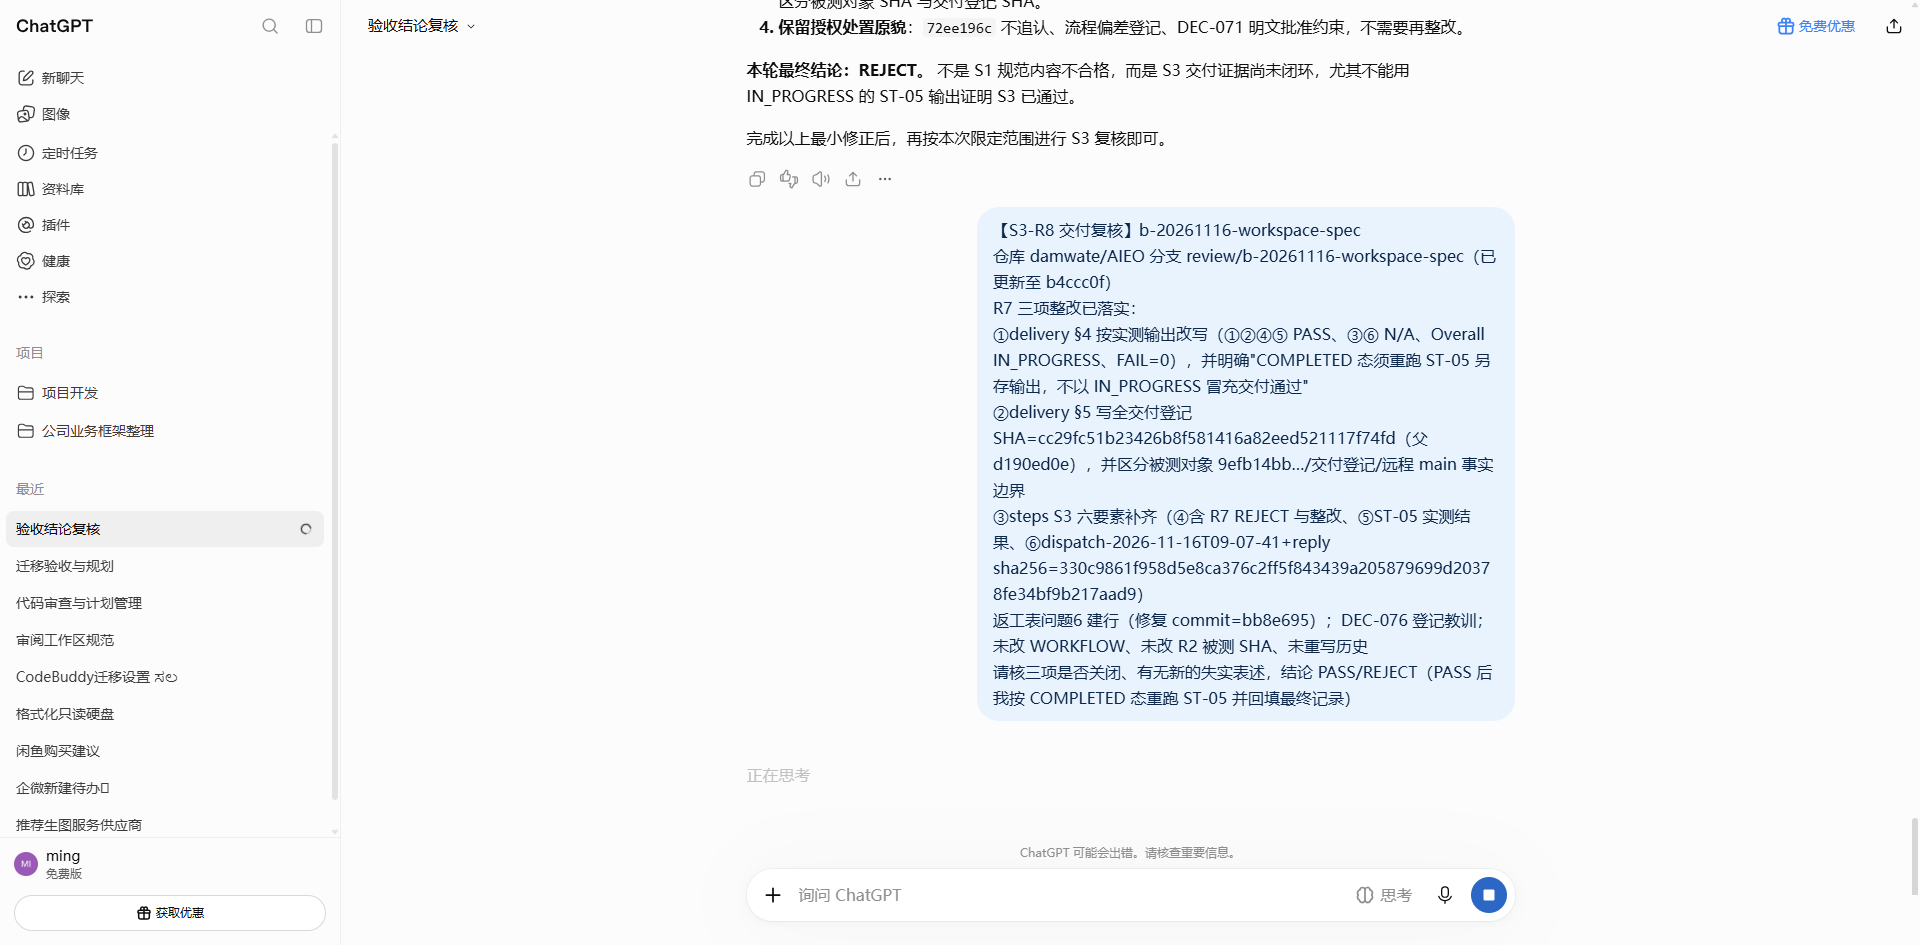 ChatGPT
新聊天
图像
定时任务
资料库
插件
健康
探索
项目
项目开发
公司业务框架整理
最近
验收结论复核
迁移验收与规划
代码审查与计划管理
审阅工作区规范
CodeBuddy迁移设置
格式化只读硬盘
闲鱼购买建议
企微新建待办
推荐生图服务供应商
MI
ming
免费版
获取优惠
验收结论复核
免费优惠
区分被测对象 SHA 与交付登记 SHA。
4. 保留授权处置原貌：72ee196c 不追认、流程偏差登记、DEC-071 明文批准约束，不需要再整改。
本轮最终结论：REJECT。 不是 S1 规范内容不合格，而是 S3 交付证据尚未闭环，尤其不能用
IN_PROGRESS 的 ST-05 输出证明 S3 已通过。
完成以上最小修正后，再按本次限定范围进行 S3 复核即可。
【S3-R8 交付复核】b-20261116-workspace-spec
仓库 damwate/AIEO 分支 review/b-20261116-workspace-spec（已
更新至 b4ccc0f）
R7 三项整改已落实：
①delivery §4 按实测输出改写（①②④⑤ PASS、③⑥ N/A、Overall
IN_PROGRESS、FAIL=0），并明确"COMPLETED 态须重跑 ST-05 另
存输出，不以 IN_PROGRESS 冒充交付通过"
②delivery §5 写全交付登记
SHA=cc29fc51b23426b8f581416a82eed521117f74fd（父
d190ed0e），并区分被测对象 9efb14bb.../交付登记/远程 main 事实
边界
③steps S3 六要素补齐（④含 R7 REJECT 与整改、⑤ST-05 实测结
果、⑥dispatch-2026-11-16T09-07-41+reply
sha256=330c9861f958d5e8ca376c2ff5f843439a205879699d2037
8fe34bf9b217aad9）
返工表问题6 建行（修复 commit=bb8e695）；DEC-076 登记教训；
未改 WORKFLOW、未改 R2 被测 SHA、未重写历史
请核三项是否关闭、有无新的失实表述，结论 PASS/REJECT（PASS 后
我按 COMPLETED 态重跑 ST-05 并回填最终记录）
正在思考
ChatGPT 可能会出错。请核查重要信息。
询问 ChatGPT
思考